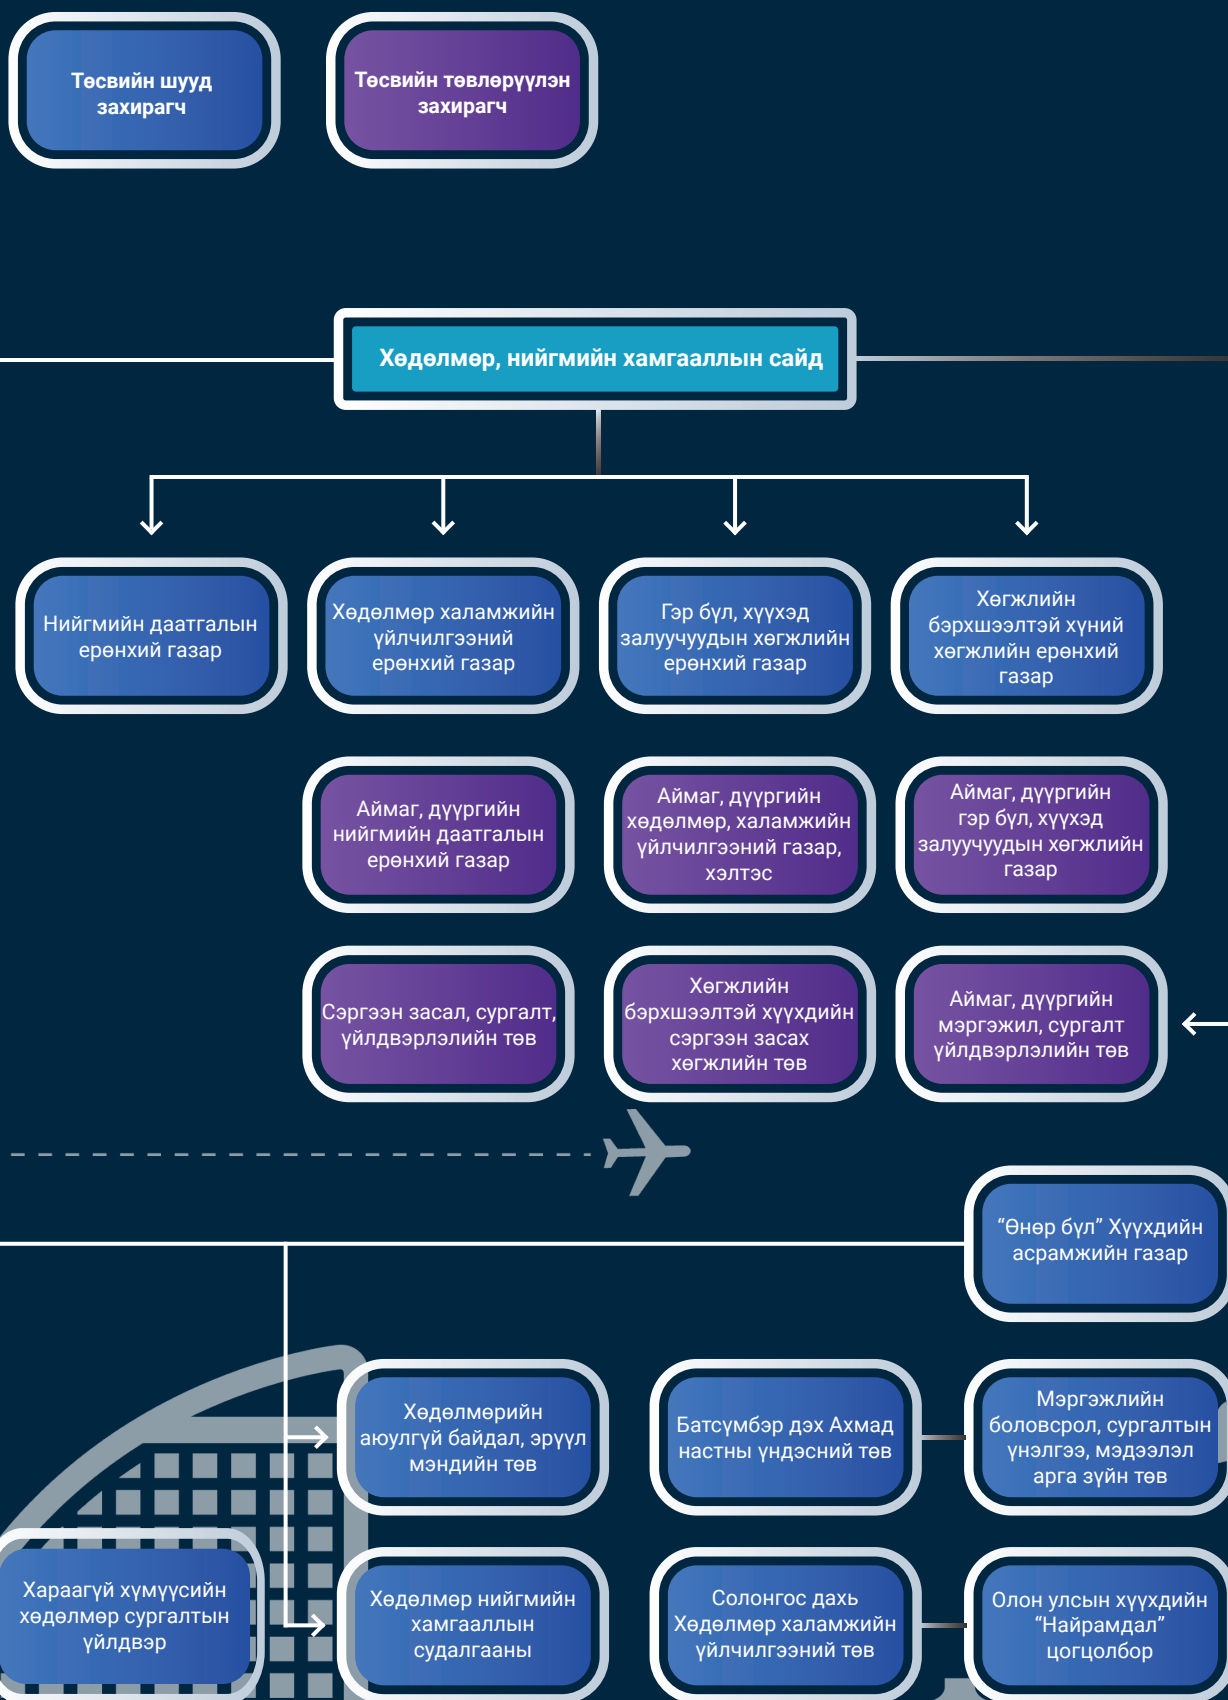 Төсвийн шууд
захирагч
Төсвийн төвлөрүүлэн
захирагч
Хөдөлмөр, нийгмийн хамгааллын сайд
Нийгмийн даатгалын
ерөнхий газар
Хөдөлмөр халамжийн
үйлчилгээний
ерөнхий газар
Гэр бүл, хүүхэд
залуучуудын хөгжлийн
ерөнхий газар
Хөгжлийн
бэрхшээлтэй хүний
хөгжлийн ерөнхий
газар
Аймаг, дүүргийн
нийгмийн даатгалын
ерөнхий газар
Аймаг, дүүргийн
хөдөлмөр, халамжийн
үйлчилгээний газар,
хэлтэс
Аймаг, дүүргийн
гэр бүл, хүүхэд
залуучуудын хөгжлийн
газар
Сэргээн засал, сургалт,
үйлдвэрлэлийн төв
Хөгжлийн
бэрхшээлтэй хүүхдийн
сэргээн засах
хөгжлийн төв
Аймаг, дүүргийн
мэргэжил, сургалт
үйлдвэрлэлийн төв
“Өнөр бүл” Хүүхдийн
асрамжийн газар
Хөдөлмөрийн
аюулгүй байдал, эрүүл
мэндийн төв
Батсүмбэр дэх Ахмад
настны үндэсний төв
Мэргэжлийн
боловсрол, сургалтын
үнэлгээ, мэдээлэл
арга зүйн төв
Хараагүй хүмүүсийн
хөдөлмөр сургалтын
үйлдвэр
Хөдөлмөр нийгмийн
хамгааллын
судалгааны
Солонгос дахь
Хөдөлмөр халамжийн
үйлчилгээний төв
Олон улсын хүүхдийн
“Найрамдал”
цогцолбор